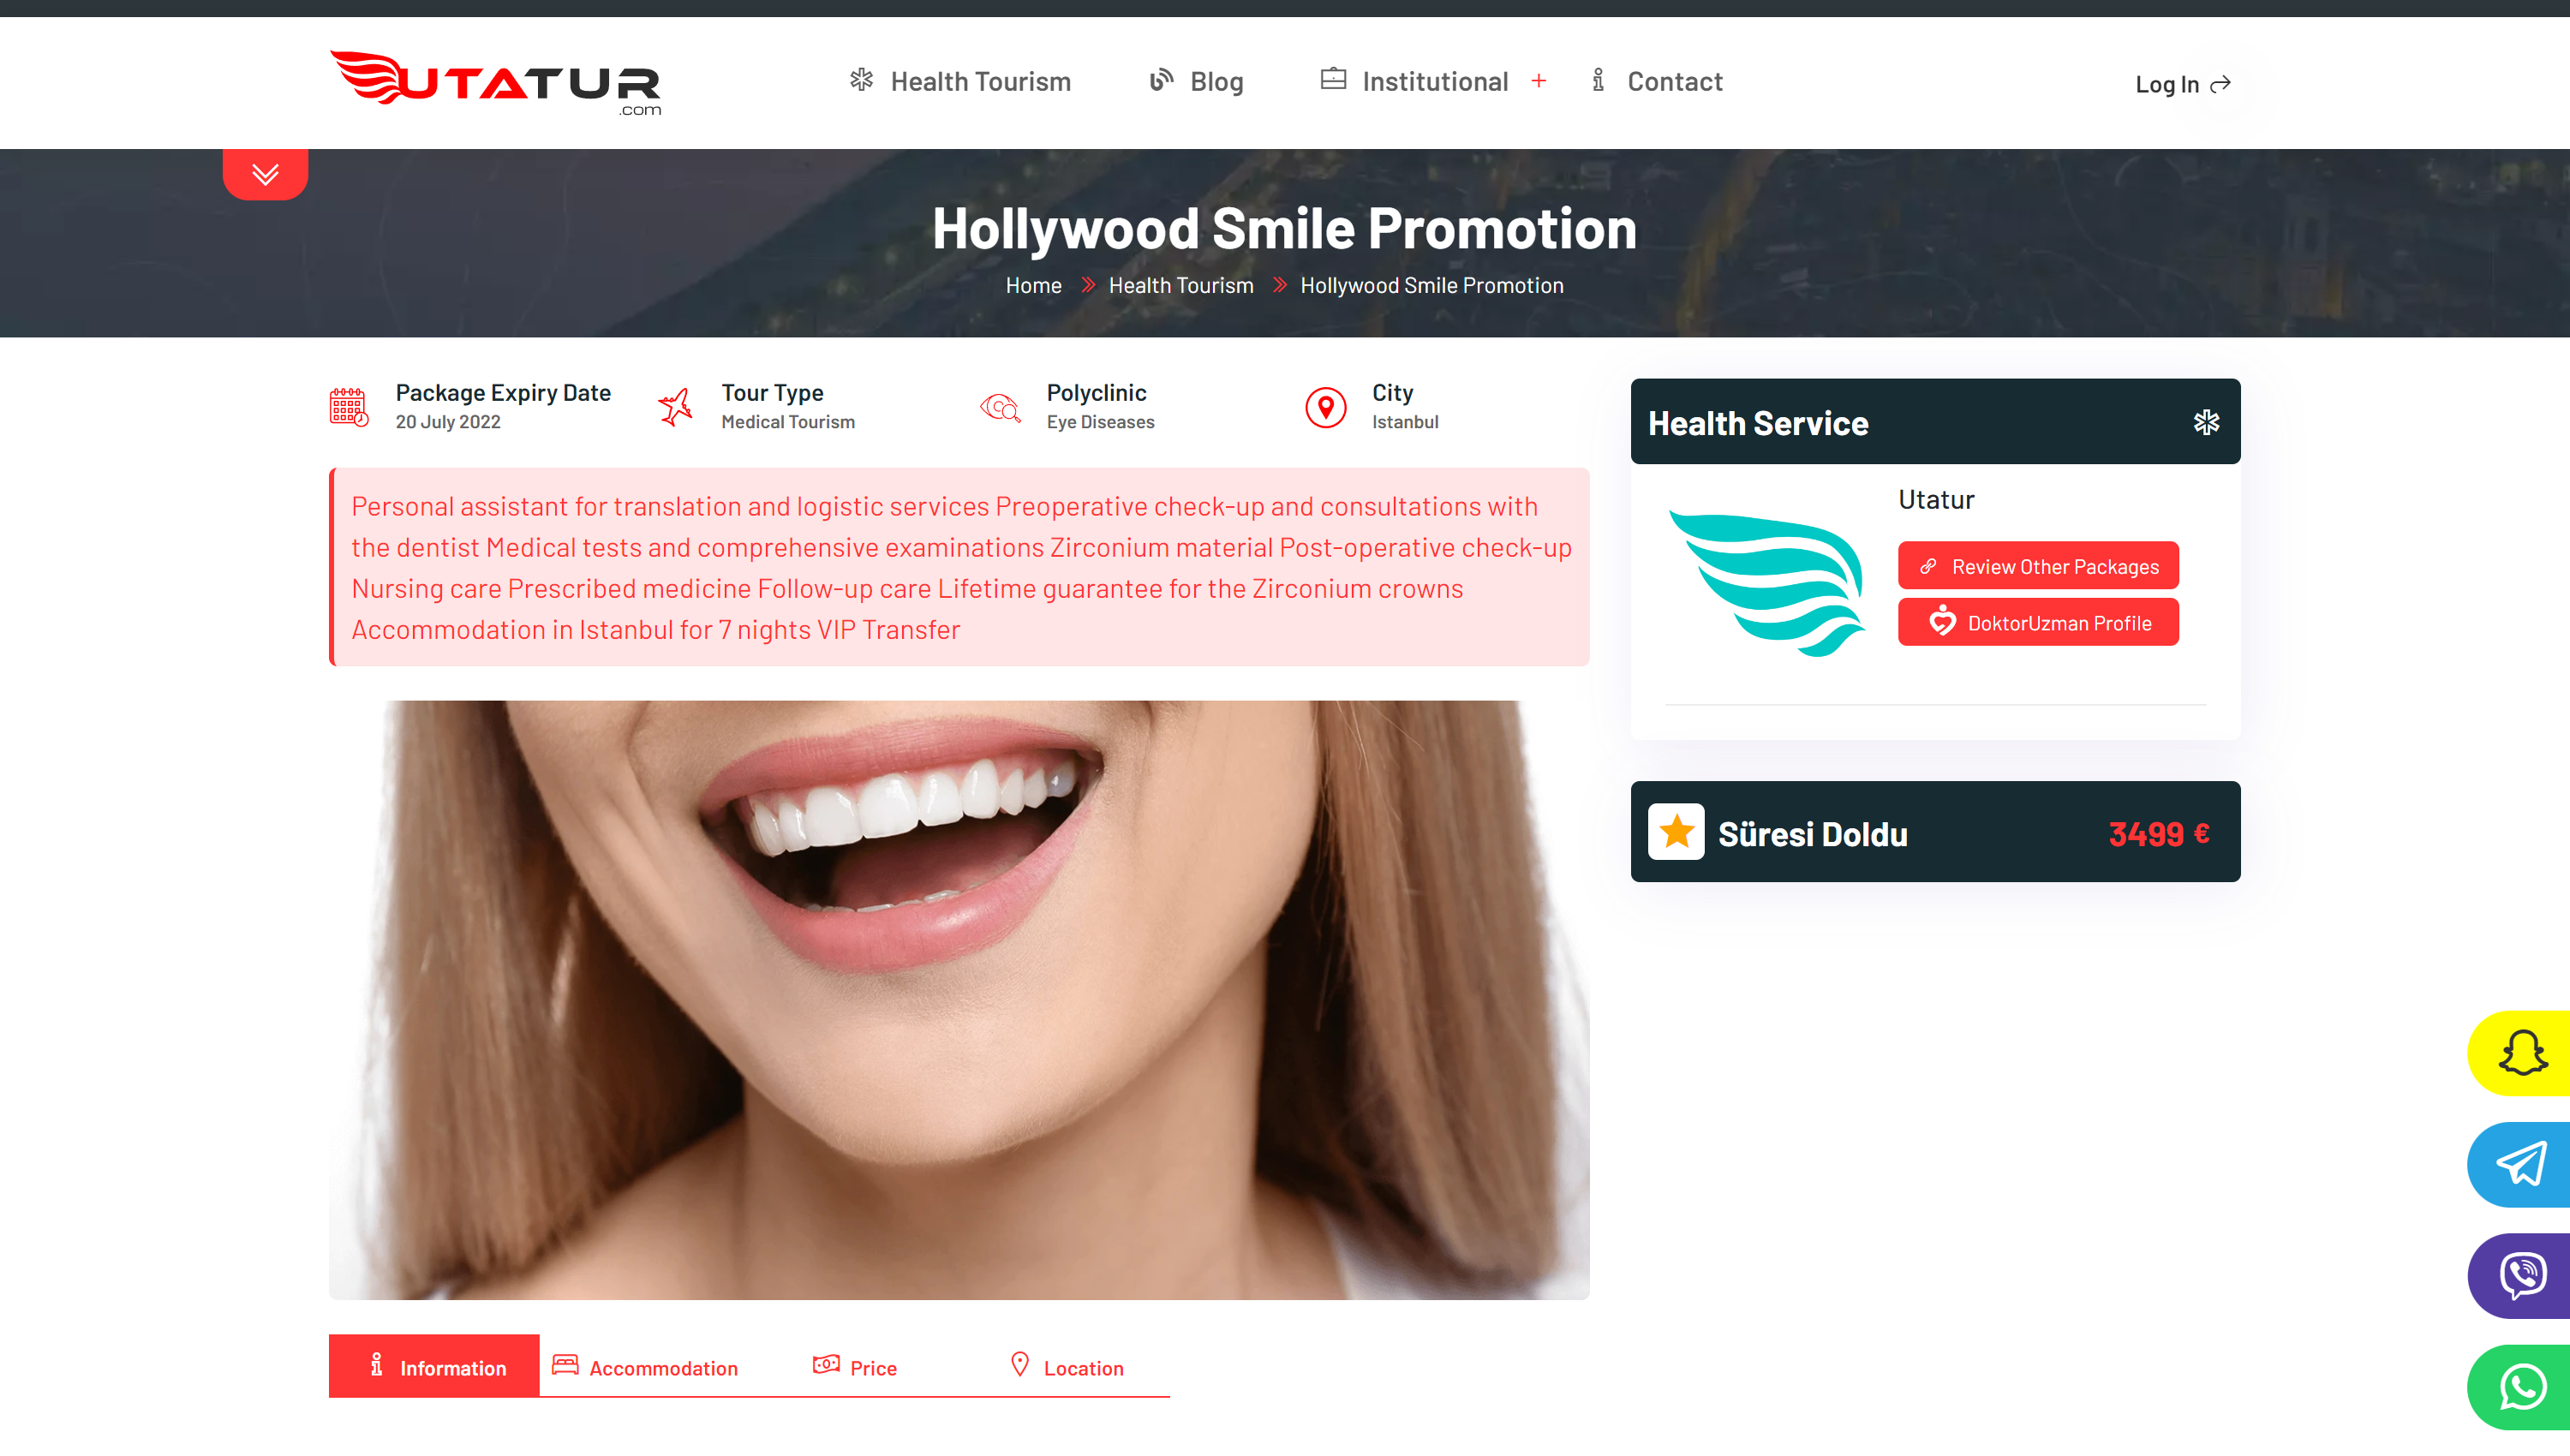 UTATUR
.com
Health Tourism
Blog
Institutional +
Contact
Log In
Hollywood Smile Promotion
Home
Health Tourism
Hollywood Smile Promotion
Package Expiry Date
20 July 2022
Tour Type
Medical Tourism
Polyclinic
Eye Diseases
City
Istanbul
Personal assistant for translation and logistic services Preoperative check-up and consultations with
the dentist Medical tests and comprehensive examinations Zirconium material Post-operative check-up
Nursing care Prescribed medicine Follow-up care Lifetime guarantee for the Zirconium crowns
Accommodation in Istanbul for 7 nights VIP Transfer
Health Service
Utatur
Review Other Packages
DoktorUzman Profile
Süresi Doldu
3499 €
Information
Accommodation
Price
Location